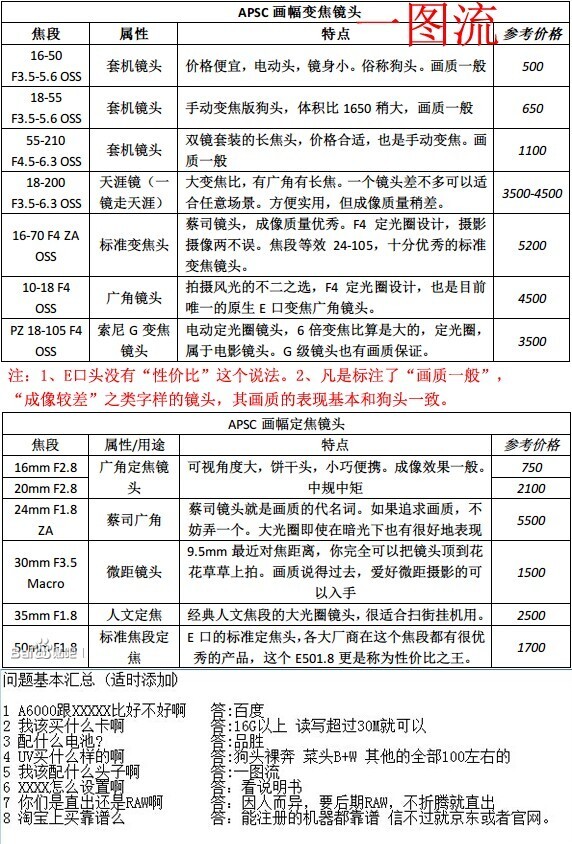 APSC 画幅变焦镜头
一图流
焦段 属性 特点 参考价格
16-50 F3.5-5.6 OSS
套机镜头
价格便宜，电动头，镜身小。俗称狗头。画质一般
500
18-55 F3.5-5.6 OSS
套机镜头
手动变焦版狗头，体积比 1650 稍大，画质一般
650
55-210 F4.5-6.3 OSS
套机镜头
双镜套装的长焦头，价格合适，也是手动变焦。画
质一般
1100
18-200 F3.5-6.3 OSS
天涯镜（一
镜走天涯）
大变焦比，有广角有长焦。一个镜头差不多可以适
合任意场景。方便实用，但成像质量稍差。
3500-4500
16-70 F4 ZA OSS
标准变焦头
蔡司镜头，成像质量优秀。F4 定光圈设计，摄影
摄像两不误。焦段等效 24-105，十分优秀的标准
变焦镜头。
5200
10-18 F4 OSS
广角镜头
拍摄风光的不二之选，F4 定光圈设计，也是目前
唯一的原生 E 口变焦广角镜头。
4500
PZ 18-105 F4 OSS
索尼 G 变焦
镜头
电动定光圈镜头，6 倍变焦比算是大的，定光圈，
属于电影镜头。G 级镜头也有画质保证。
3500
注：1、E口头没有“性价比”这个说法。2、凡是标注了“画质一般”，
“成像较差”之类字样的镜头，其画质的表现基本和狗头一致。
APSC 画幅定焦镜头
焦段 属性/用途 特点 参考价格
16mm F2.8
20mm F2.8
广角定焦镜
头
可视角度大，饼干头，小巧便携。成像效果一般。
中规中矩
750
2100
24mm F1.8 ZA
蔡司广角
蔡司镜头就是画质的代名词。如果追求画质，不
妨弄一个。大光圈即使在暗光下也有很好地表现
5500
30mm F3.5 Macro
微距镜头
9.5mm 最近对焦距离，你完全可以把镜头顶到花
花草草上拍。画质说得过去，爱好微距摄影的可
以入手
1500
35mm F1.8
人文定焦
经典人文焦段的大光圈镜头，很适合扫街挂机用。
2500
50mm F1.8
标准焦段定
焦
E 口的标准定焦头，各大厂商在这个焦段都有很优
秀的产品，这个 E501.8 更是称为性价比之王。
1700
问题基本汇总（适时添加）
1 A6000跟XXXXX比好不好啊 答:百度
2 我该买什么卡啊 答:16G以上 读写超过30M就可以
3 配什么电池? 答:品胜
4 UV买什么样的啊 答:狗头裸奔 菜头B+W 其他的全部100左右的
5 我该配什么头子啊 答:一图流
6 XXXX怎么设置啊 答：看说明书
7 你们是直出还是RAW啊 答：因人而异，要后期RAW，不折腾就直出
8 淘宝上买靠谱么 答：能注册的机器都靠谱 信不过就京东或者官网。